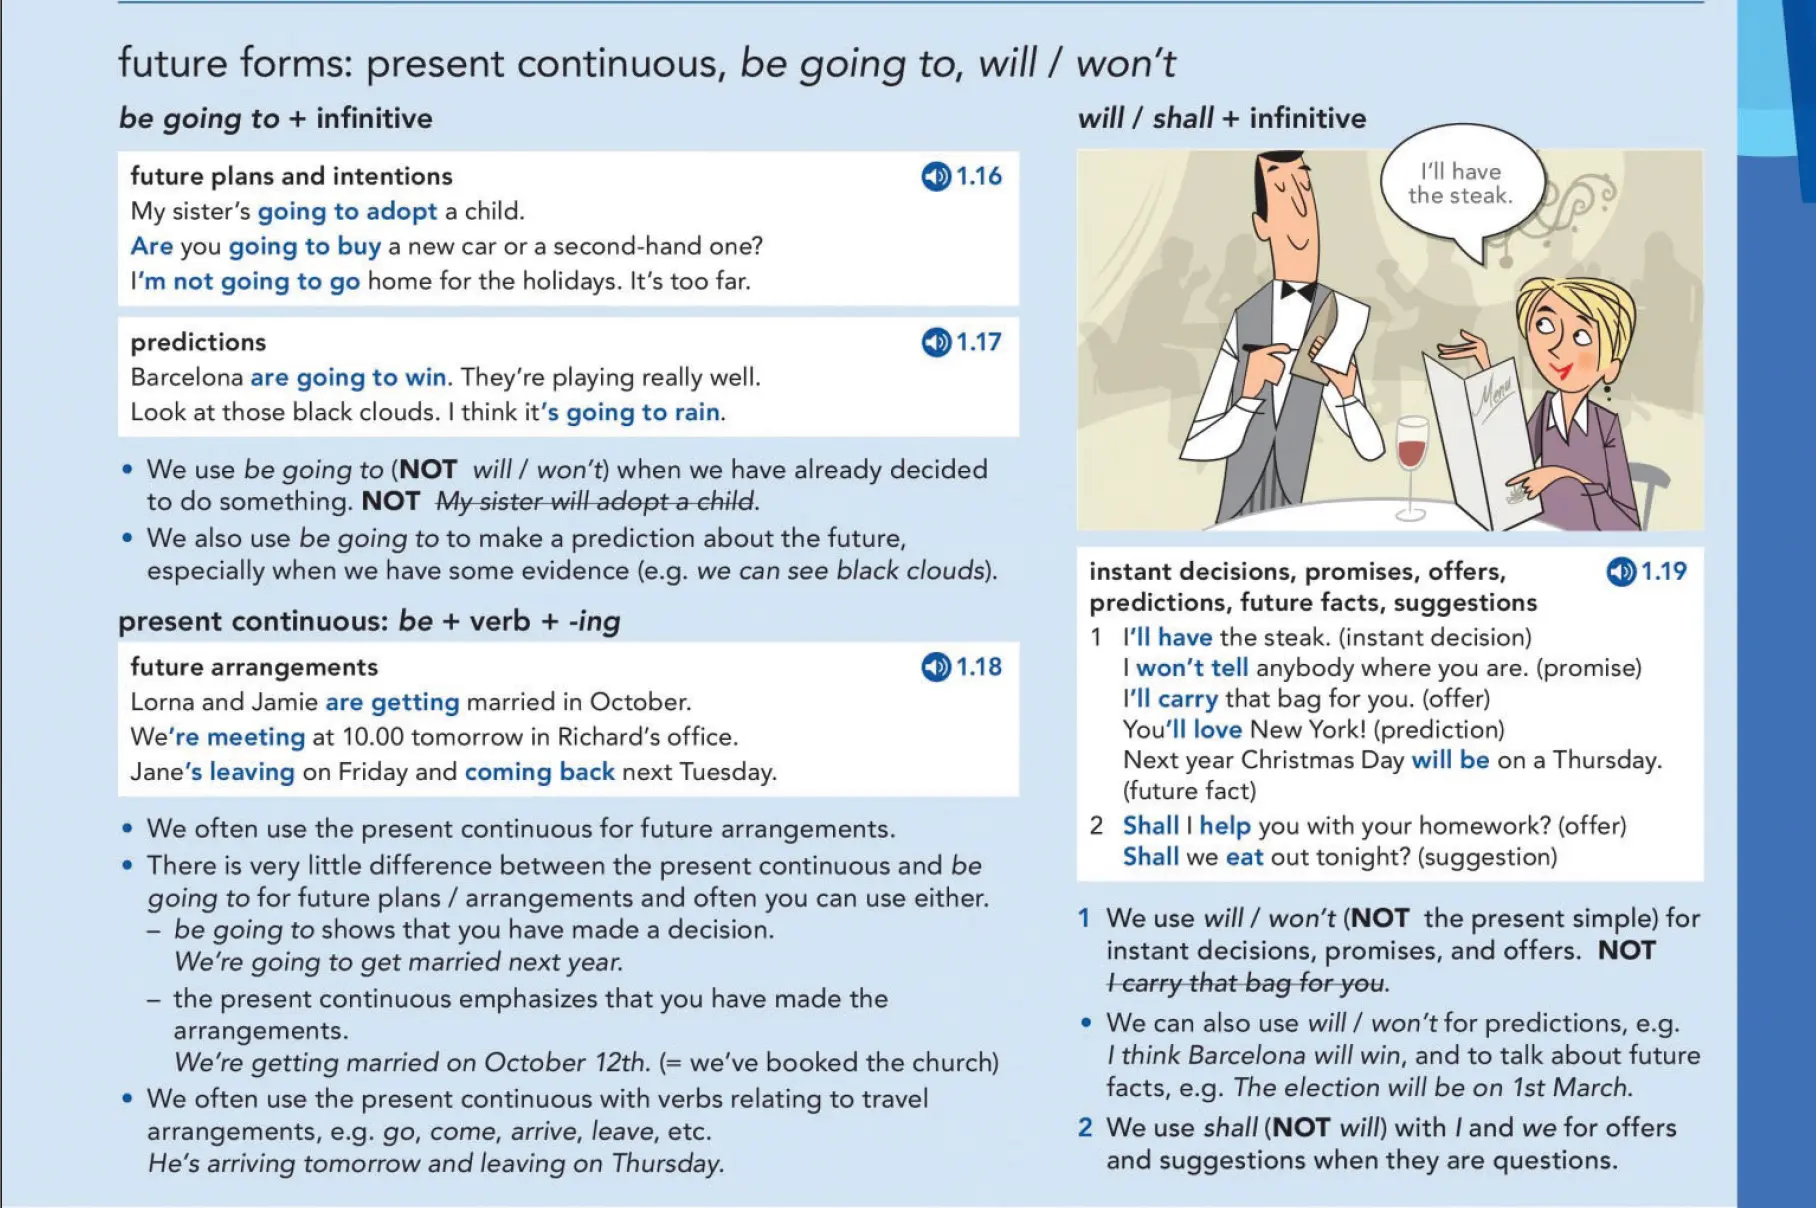 future forms: present continuous, be going to, will / won't
be going to + infinitive
future plans and intentions 1.16
My sister's going to adopt a child.
Are you going to buy a new car or a second-hand one?
I'm not going to go home for the holidays. It's too far.
predictions 1.17
Barcelona are going to win. They're playing really well.
Look at those black clouds. I think it's going to rain.
• We use be going to (NOT will / won't) when we have already decided
to do something. NOT My sister will adopt a child.
• We also use be going to to make a prediction about the future,
especially when we have some evidence (e.g. we can see black clouds).
present continuous: be + verb + -ing
future arrangements 1.18
Lorna and Jamie are getting married in October.
We're meeting at 10.00 tomorrow in Richard's office.
Jane's leaving on Friday and coming back next Tuesday.
• We often use the present continuous for future arrangements.
• There is very little difference between the present continuous and be
going to for future plans / arrangements and often you can use either.
– be going to shows that you have made a decision.
We're going to get married next year.
– the present continuous emphasizes that you have made the
arrangements.
We're getting married on October 12th. (= we've booked the church)
• We often use the present continuous with verbs relating to travel
arrangements, e.g. go, come, arrive, leave, etc.
He's arriving tomorrow and leaving on Thursday.
will / shall + infinitive
I'll have
the steak.
Menu
instant decisions, promises, offers, 1.19
predictions, future facts, suggestions
1 I'll have the steak. (instant decision)
I won't tell anybody where you are. (promise)
I'll carry that bag for you. (offer)
You'll love New York! (prediction)
Next year Christmas Day will be on a Thursday.
(future fact)
2 Shall I help you with your homework? (offer)
Shall we eat out tonight? (suggestion)
1 We use will / won't (NOT the present simple) for
instant decisions, promises, and offers. NOT
I carry that bag for you.
• We can also use will / won't for predictions, e.g.
I think Barcelona will win, and to talk about future
facts, e.g. The election will be on 1st March.
2 We use shall (NOT will) with I and we for offers
and suggestions when they are questions.